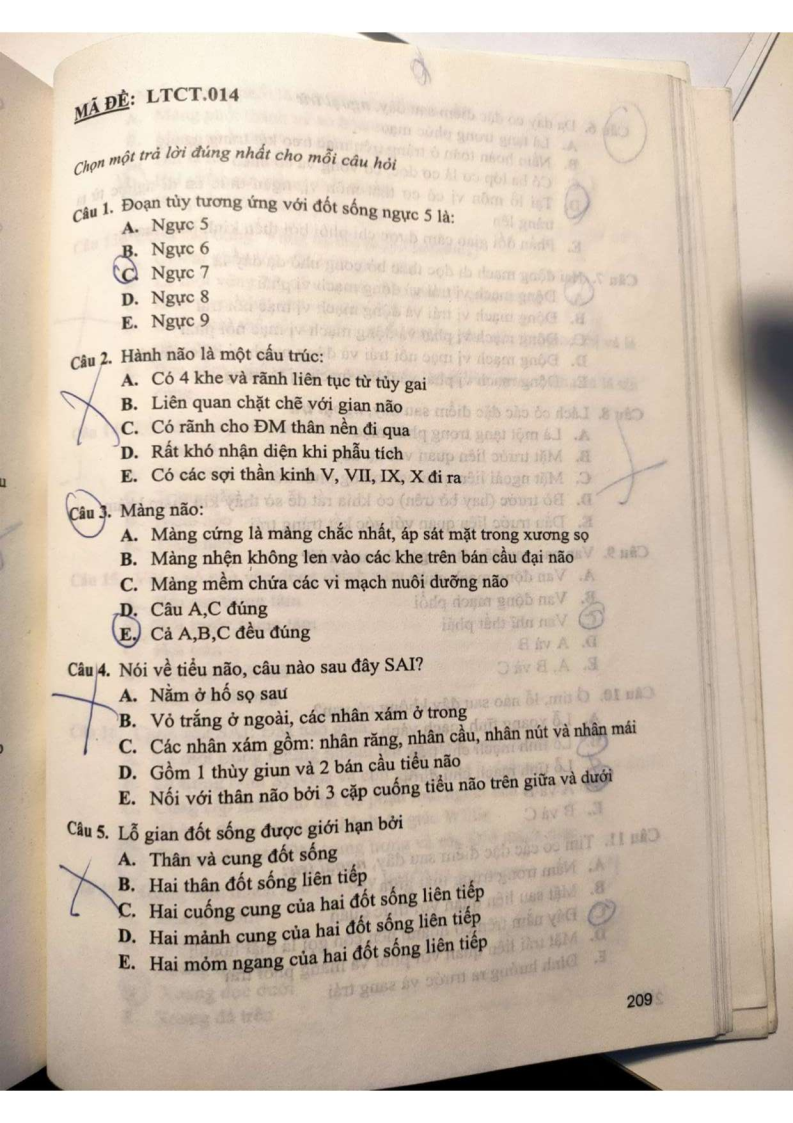 MÃ ĐỀ: LTCT.014
Chọn một trả lời đúng nhất cho mỗi câu hỏi
Câu 1. Đoạn tủy tương ứng với đốt sống ngực 5 là:
A. Ngực 5
B. Ngực 6
C. Ngực 7
D. Ngực 8
E. Ngực 9
Câu 2. Hành não là một cấu trúc:
A. Có 4 khe và rãnh liên tục từ tủy gai
B. Liên quan chặt chẽ với gian não
C. Có rãnh cho ĐM thân nền đi qua
D. Rất khó nhận diện khi phẫu tích
E. Có các sợi thần kinh V, VII, IX, X đi ra
Câu 3. Màng não:
A. Màng cứng là màng chắc nhất, áp sát mặt trong xương sọ
B. Màng nhện không len vào các khe trên bán cầu đại não
C. Màng mềm chứa các vi mạch nuôi dưỡng não
D. Câu A,C đúng
E. Cả A,B,C đều đúng
Câu 4. Nói về tiểu não, câu nào sau đây SAI?
A. Nằm ở hố sọ sau
B. Vỏ trắng ở ngoài, các nhân xám ở trong
C. Các nhân xám gồm: nhân răng, nhân cầu, nhân nút và nhân mái
D. Gồm 1 thùy giun và 2 bán cầu tiểu não
E. Nối với thân não bởi 3 cặp cuống tiểu não trên giữa và dưới
Câu 5. Lỗ gian đốt sống được giới hạn bởi
A. Thân và cung đốt sống
B. Hai thân đốt sống liên tiếp
C. Hai cuống cung của hai đốt sống liên tiếp
D. Hai mảnh cung của hai đốt sống liên tiếp
E. Hai mỏm ngang của hai đốt sống liên tiếp
209